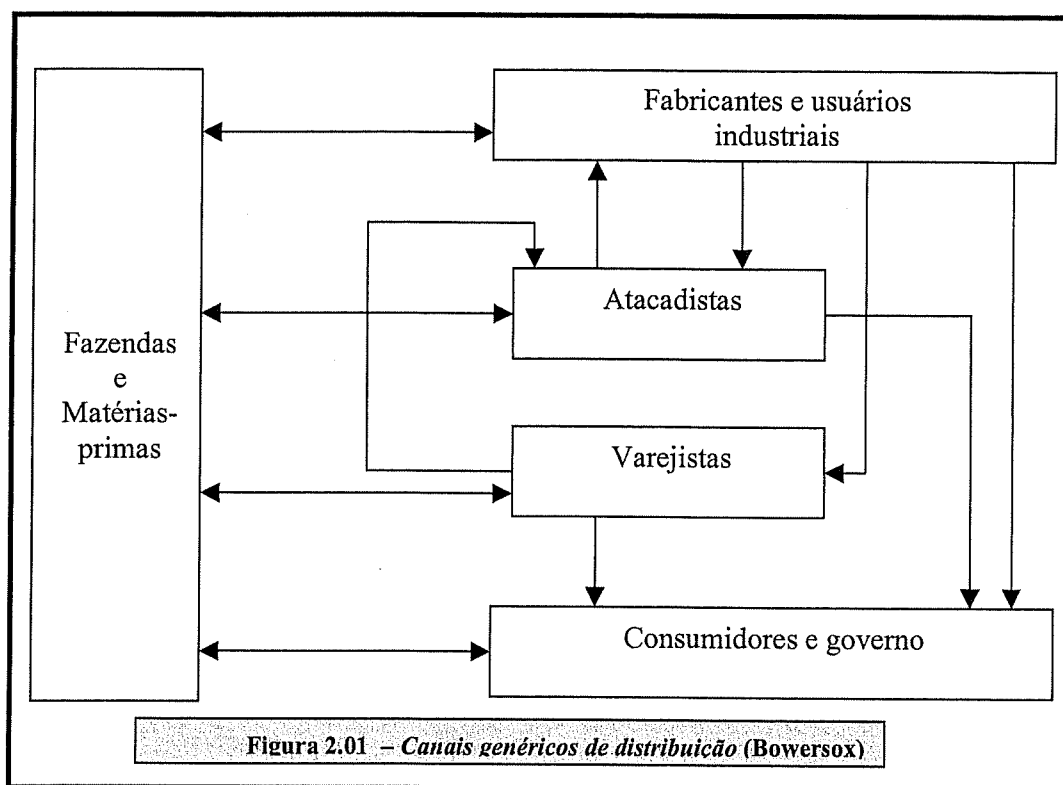 Fabricantes e usuários
industriais
Atacadistas
Fazendas
e
Matérias-
primas
Varejistas
Consumidores e governo
Figura 2.01 – Canais genéricos de distribuição (Bowersox)